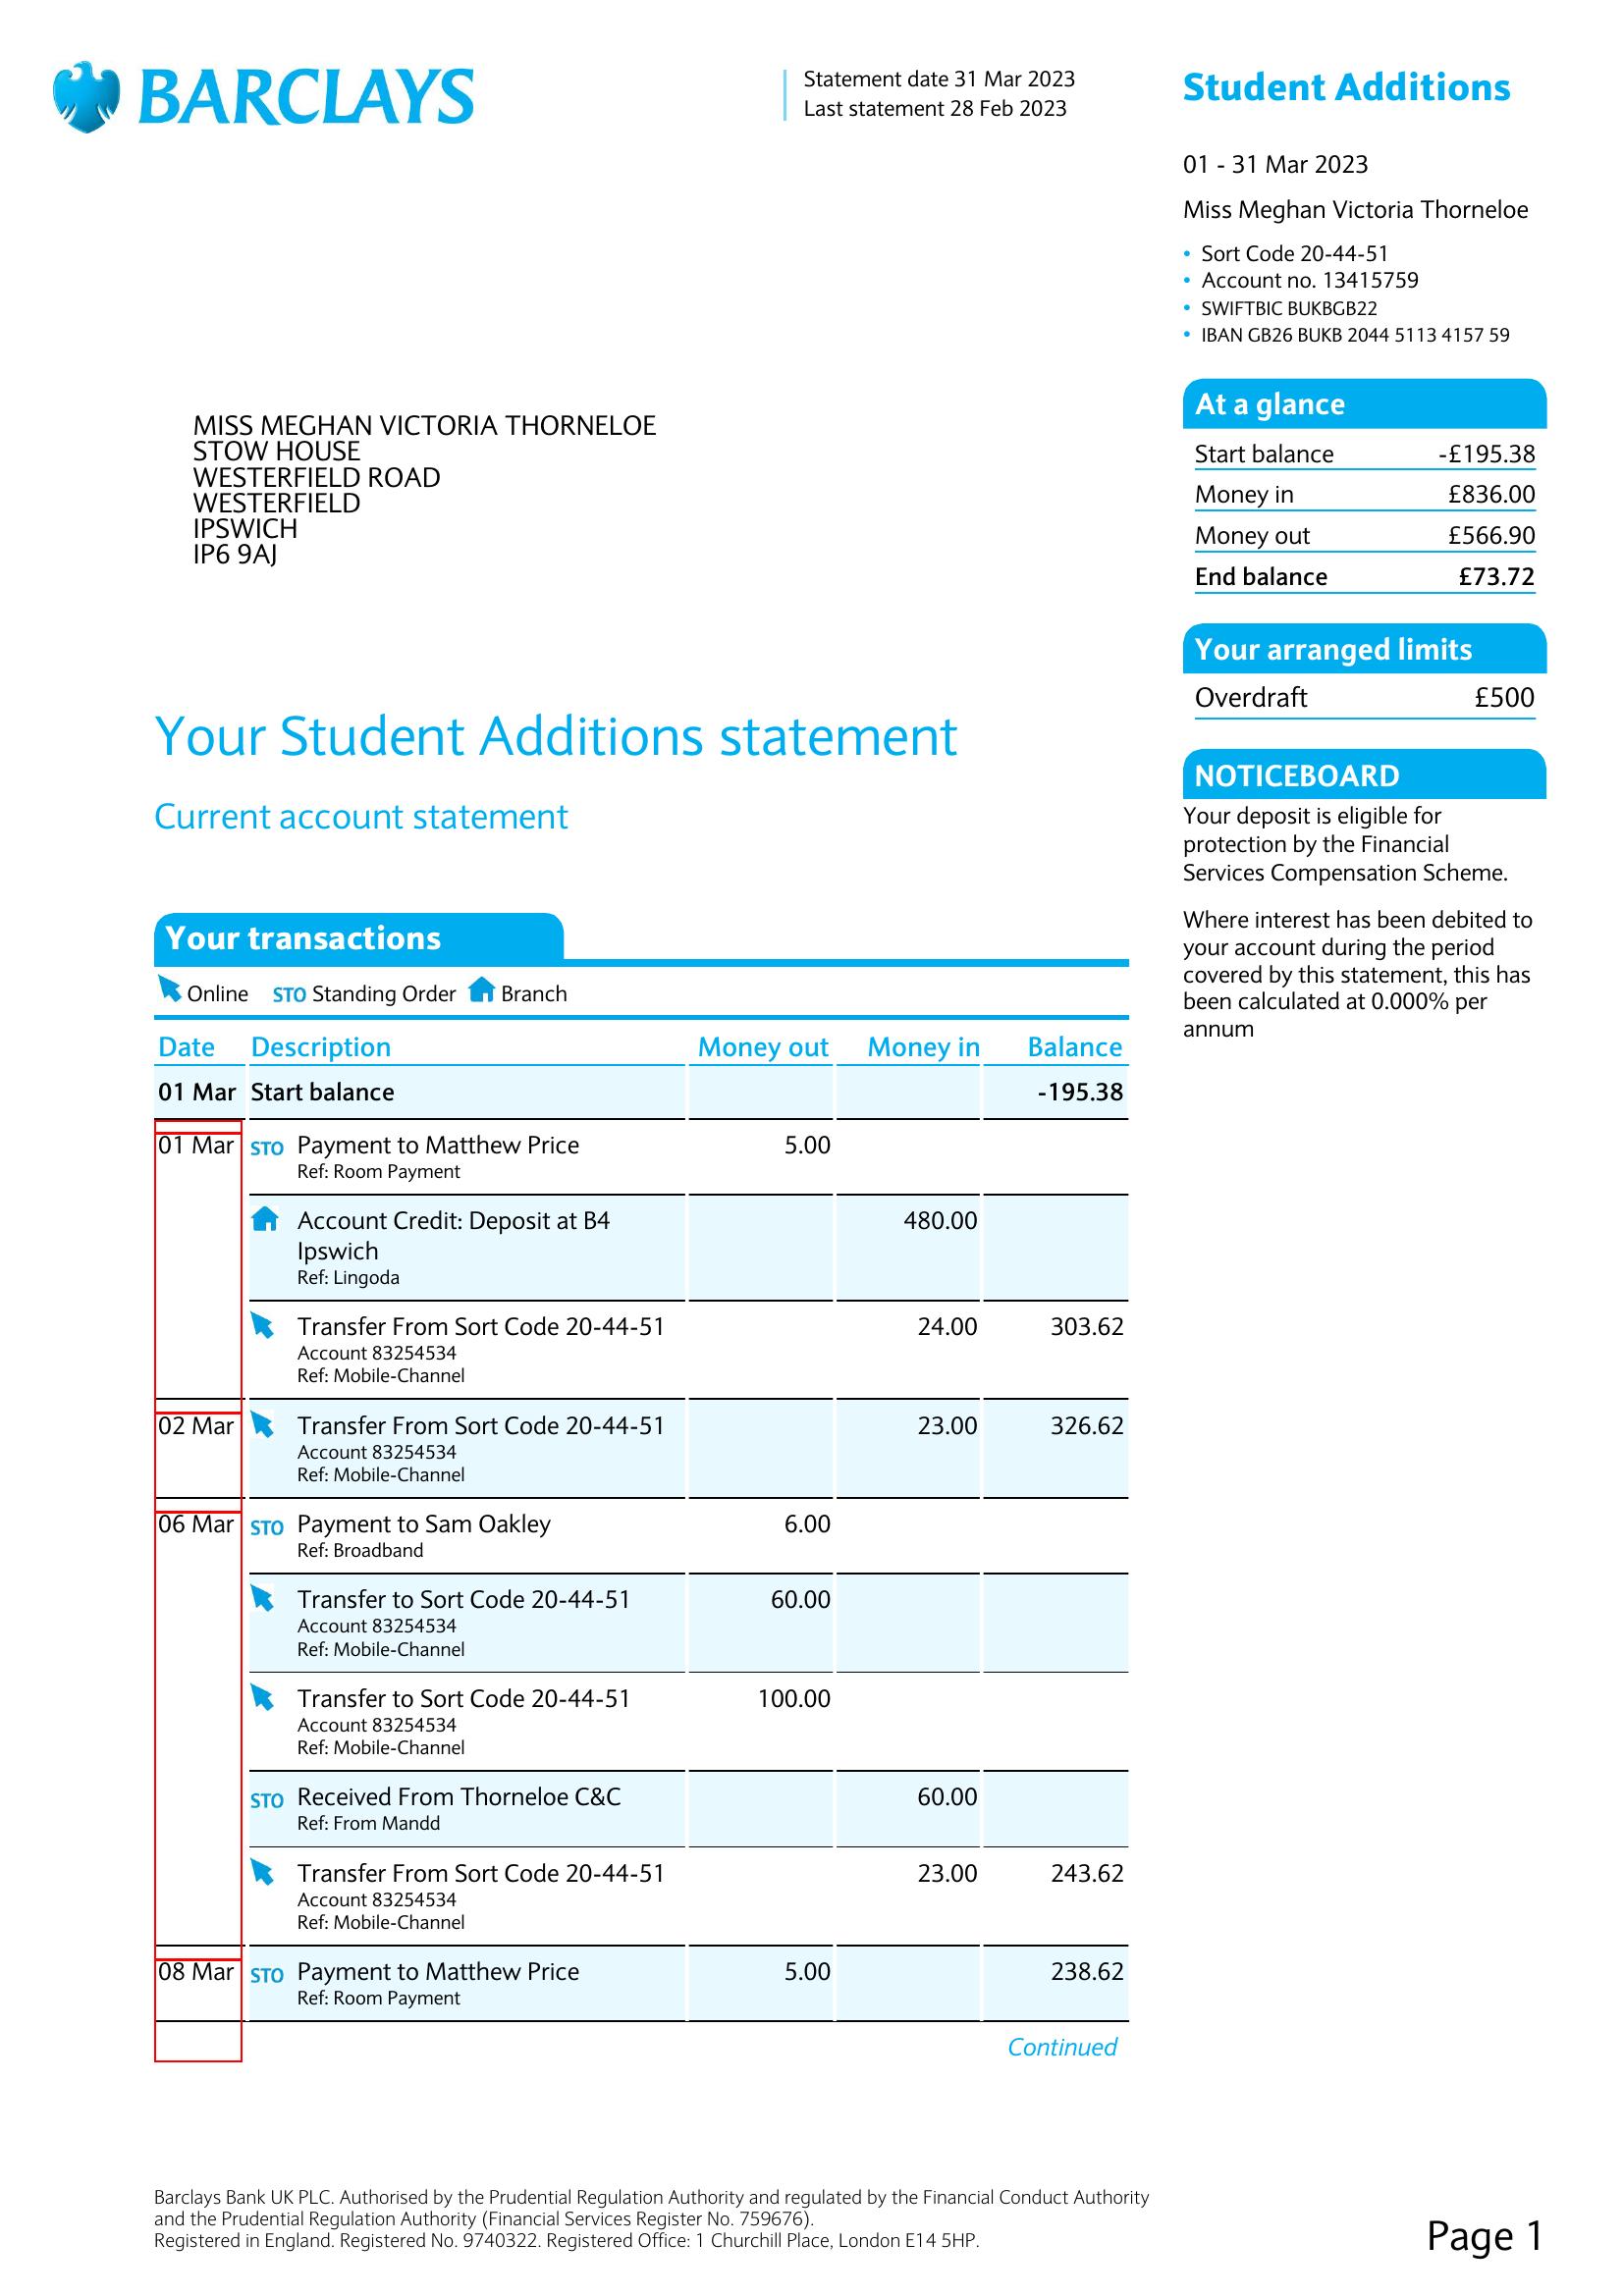 BARCLAYS
Statement date 31 Mar 2023
Last statement 28 Feb 2023
Student Additions
01 - 31 Mar 2023
Miss Meghan Victoria Thorneloe
• Sort Code 20-44-51
• Account no. 13415759
• SWIFTBIC BUKBGB22
• IBAN GB26 BUKB 2044 5113 4157 59
MISS MEGHAN VICTORIA THORNELOE
STOW HOUSE
WESTERFIELD ROAD
WESTERFIELD
IPSWICH
IP6 9AJ
At a glance
Start balance -£195.38
Money in £836.00
Money out £566.90
End balance £73.72
Your arranged limits
Overdraft £500
NOTICEBOARD
Your deposit is eligible for
protection by the Financial
Services Compensation Scheme.
Where interest has been debited to
your account during the period
covered by this statement, this has
been calculated at 0.000% per
annum
Your Student Additions statement
Current account statement
Your transactions
Online STO Standing Order Branch
Date Description Money out Money in Balance
01 Mar Start balance -195.38
01 Mar STO Payment to Matthew Price 5.00
Ref: Room Payment
Account Credit: Deposit at B4 480.00
Ipswich
Ref: Lingoda
Transfer From Sort Code 20-44-51 24.00 303.62
Account 83254534
Ref: Mobile-Channel
02 Mar Transfer From Sort Code 20-44-51 23.00 326.62
Account 83254534
Ref: Mobile-Channel
06 Mar STO Payment to Sam Oakley 6.00
Ref: Broadband
Transfer to Sort Code 20-44-51 60.00
Account 83254534
Ref: Mobile-Channel
Transfer to Sort Code 20-44-51 100.00
Account 83254534
Ref: Mobile-Channel
STO Received From Thorneloe C&C 60.00
Ref: From Mandd
Transfer From Sort Code 20-44-51 23.00 243.62
Account 83254534
Ref: Mobile-Channel
08 Mar STO Payment to Matthew Price 5.00 238.62
Ref: Room Payment
Continued
Barclays Bank UK PLC. Authorised by the Prudential Regulation Authority and regulated by the Financial Conduct Authority
and the Prudential Regulation Authority (Financial Services Register No. 759676).
Registered in England. Registered No. 9740322. Registered Office: 1 Churchill Place, London E14 5HP.
Page 1